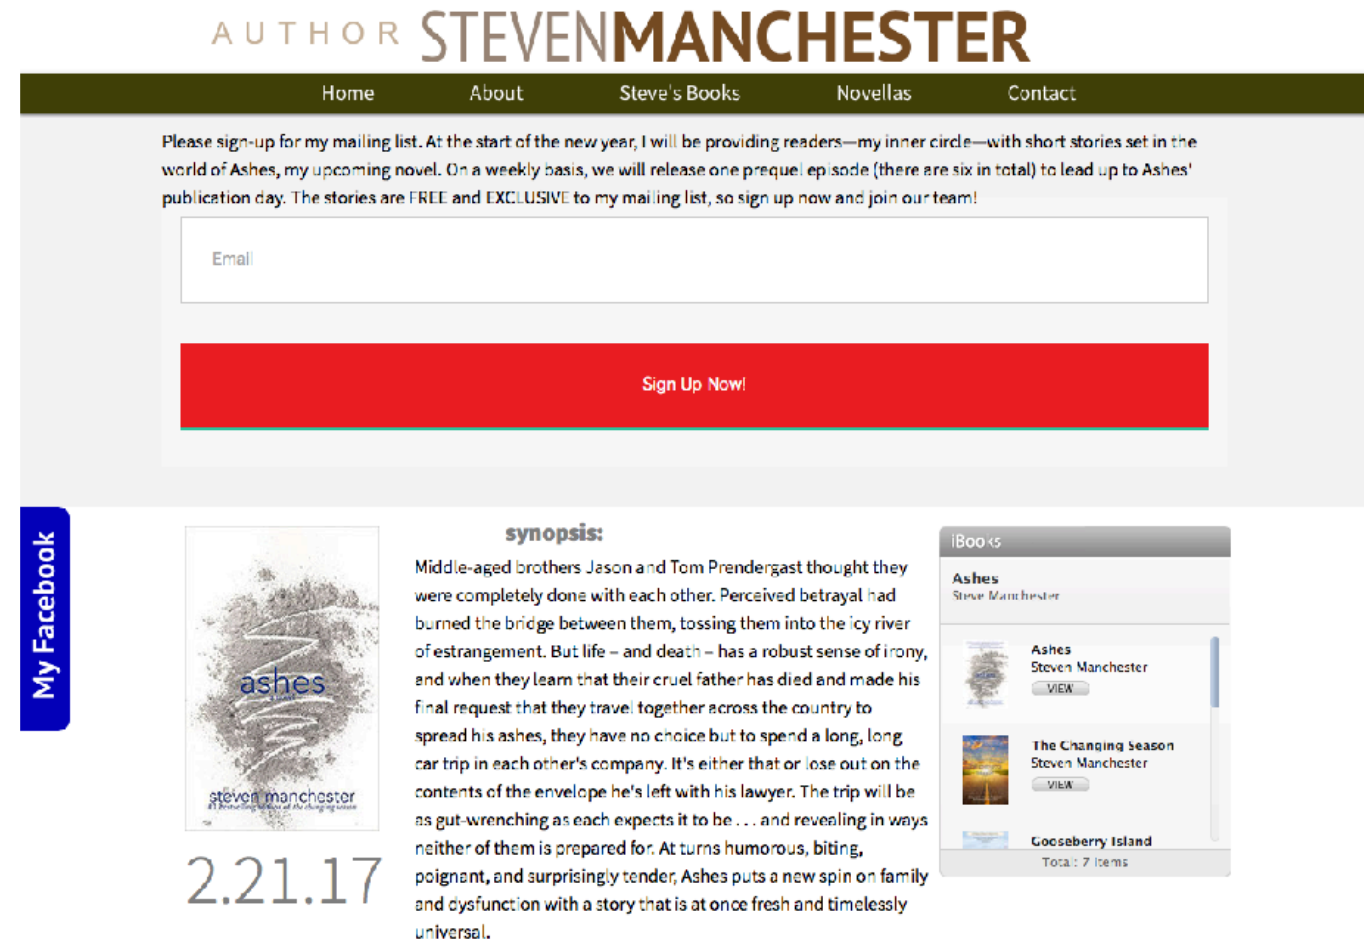 AUTHOR STEVENMANCHESTER
Home About Steve's Books Novellas Contact
Please sign-up for my mailing list. At the start of the new year, I will be providing readers—my inner circle—with short stories set in the
world of Ashes, my upcoming novel. On a weekly basis, we will release one prequel episode (there are six in total) to lead up to Ashes'
publication day. The stories are FREE and EXCLUSIVE to my mailing list, so sign up now and join our team!
Email
Sign Up Now!
My Facebook
ashes
steven manchester
#1 Bestselling author of the changing season
2.21.17
synopsis:
Middle-aged brothers Jason and Tom Prendergast thought they
were completely done with each other. Perceived betrayal had
burned the bridge between them, tossing them into the icy river
of estrangement. But life – and death – has a robust sense of irony,
and when they learn that their cruel father has died and made his
final request that they travel together across the country to
spread his ashes, they have no choice but to spend a long, long
car trip in each other's company. It's either that or lose out on the
contents of the envelope he's left with his lawyer. The trip will be
as gut-wrenching as each expects it to be . . . and revealing in ways
neither of them is prepared for. At turns humorous, biting,
poignant, and surprisingly tender, Ashes puts a new spin on family
and dysfunction with a story that is at once fresh and timelessly
universal.
iBooks
Ashes
Steve Manchester
Ashes
Steven Manchester
VIEW
The Changing Season
Steven Manchester
VIEW
Gooseberry Island
Total: 7 Items